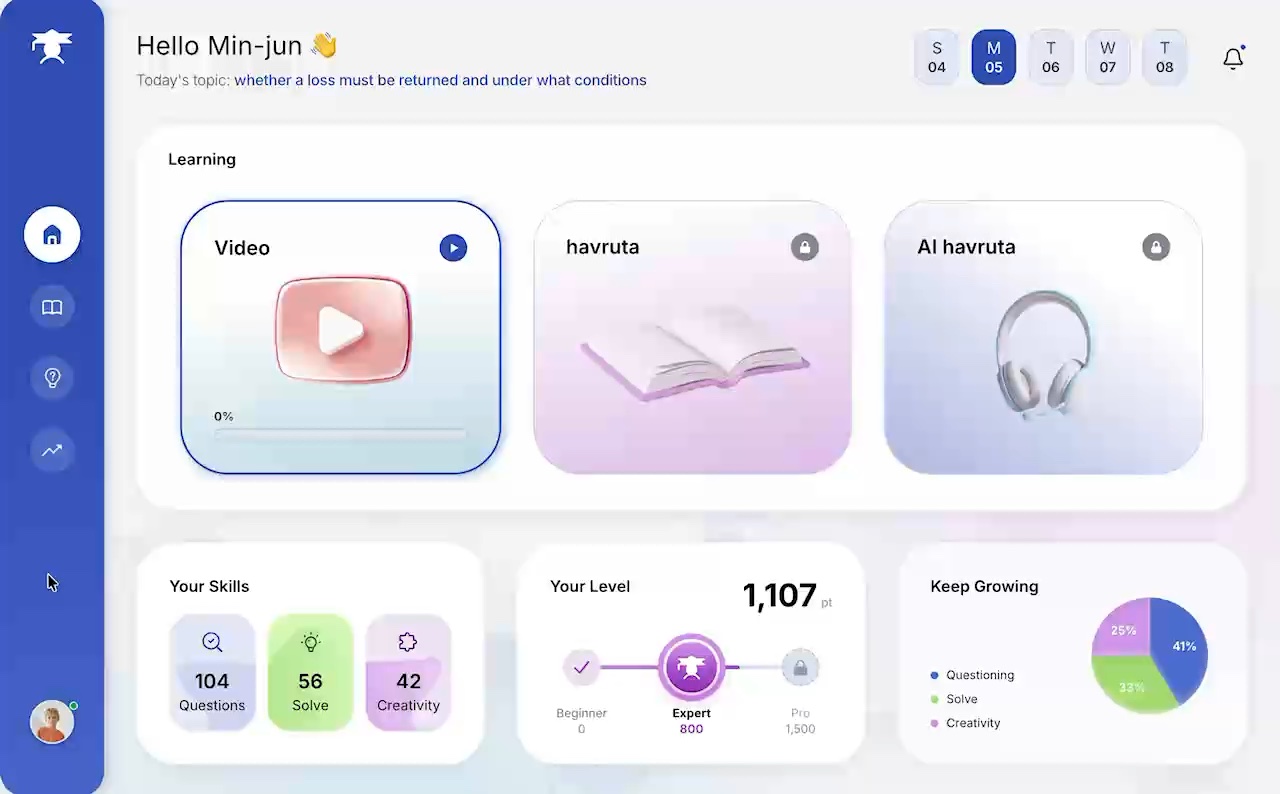 Hello Min-jun 👋
Today's topic: whether a loss must be returned and under what conditions
S
04
M
05
T
06
W
07
T
08
Learning
Video
0%
havruta
AI havruta
Your Skills
104
Questions
56
Solve
42
Creativity
Your Level
1,107 pt
Beginner
0
Expert
800
Pro
1,500
Keep Growing
Questioning
Solve
Creativity
25%
41%
33%